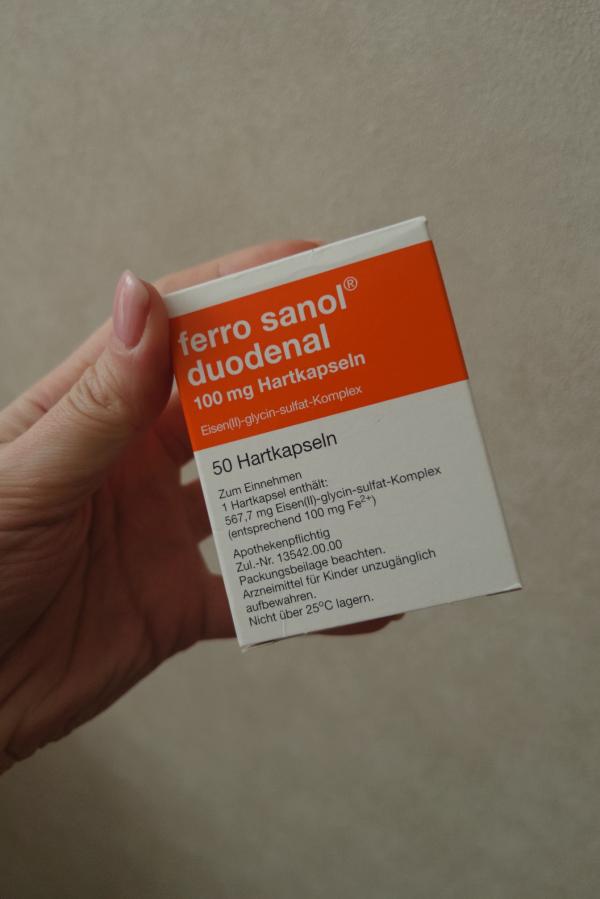 ferro sanol®
duodenal
100 mg Hartkapseln
Eisen(II)-glycin-sulfat-Komplex
50 Hartkapseln
Zum Einnehmen
1 Hartkapsel enthält:
567,7 mg Eisen(II)-glycin-sulfat-Komplex
(entsprechend 100 mg Fe²⁺)
Apothekenpflichtig
Zul.-Nr. 13542.00.00
Packungsbeilage beachten.
Arzneimittel für Kinder unzugänglich
aufbewahren.
Nicht über 25°C lagern.